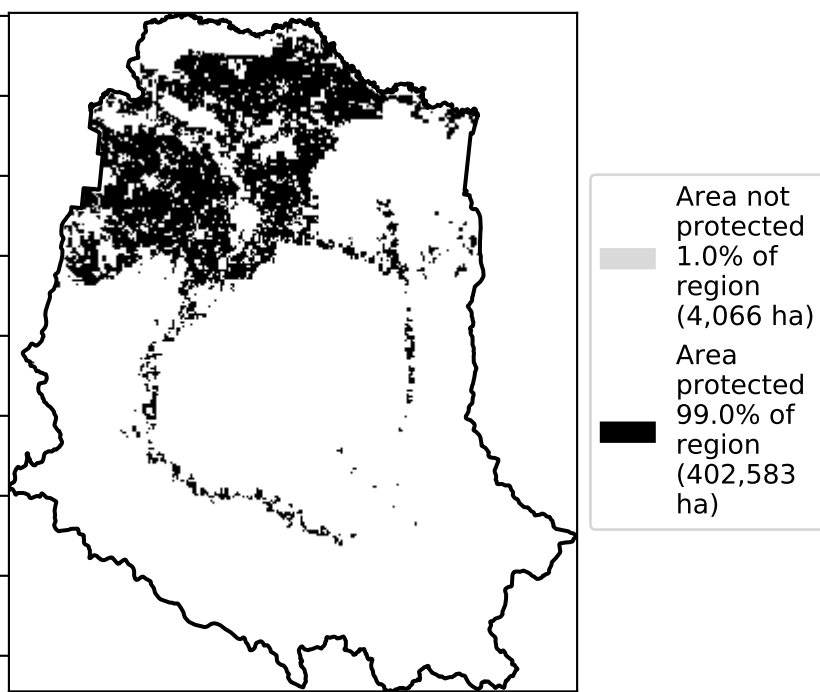 Area not
protected
1.0% of
region
(4,066 ha)
Area
protected
99.0% of
region
(402,583
ha)